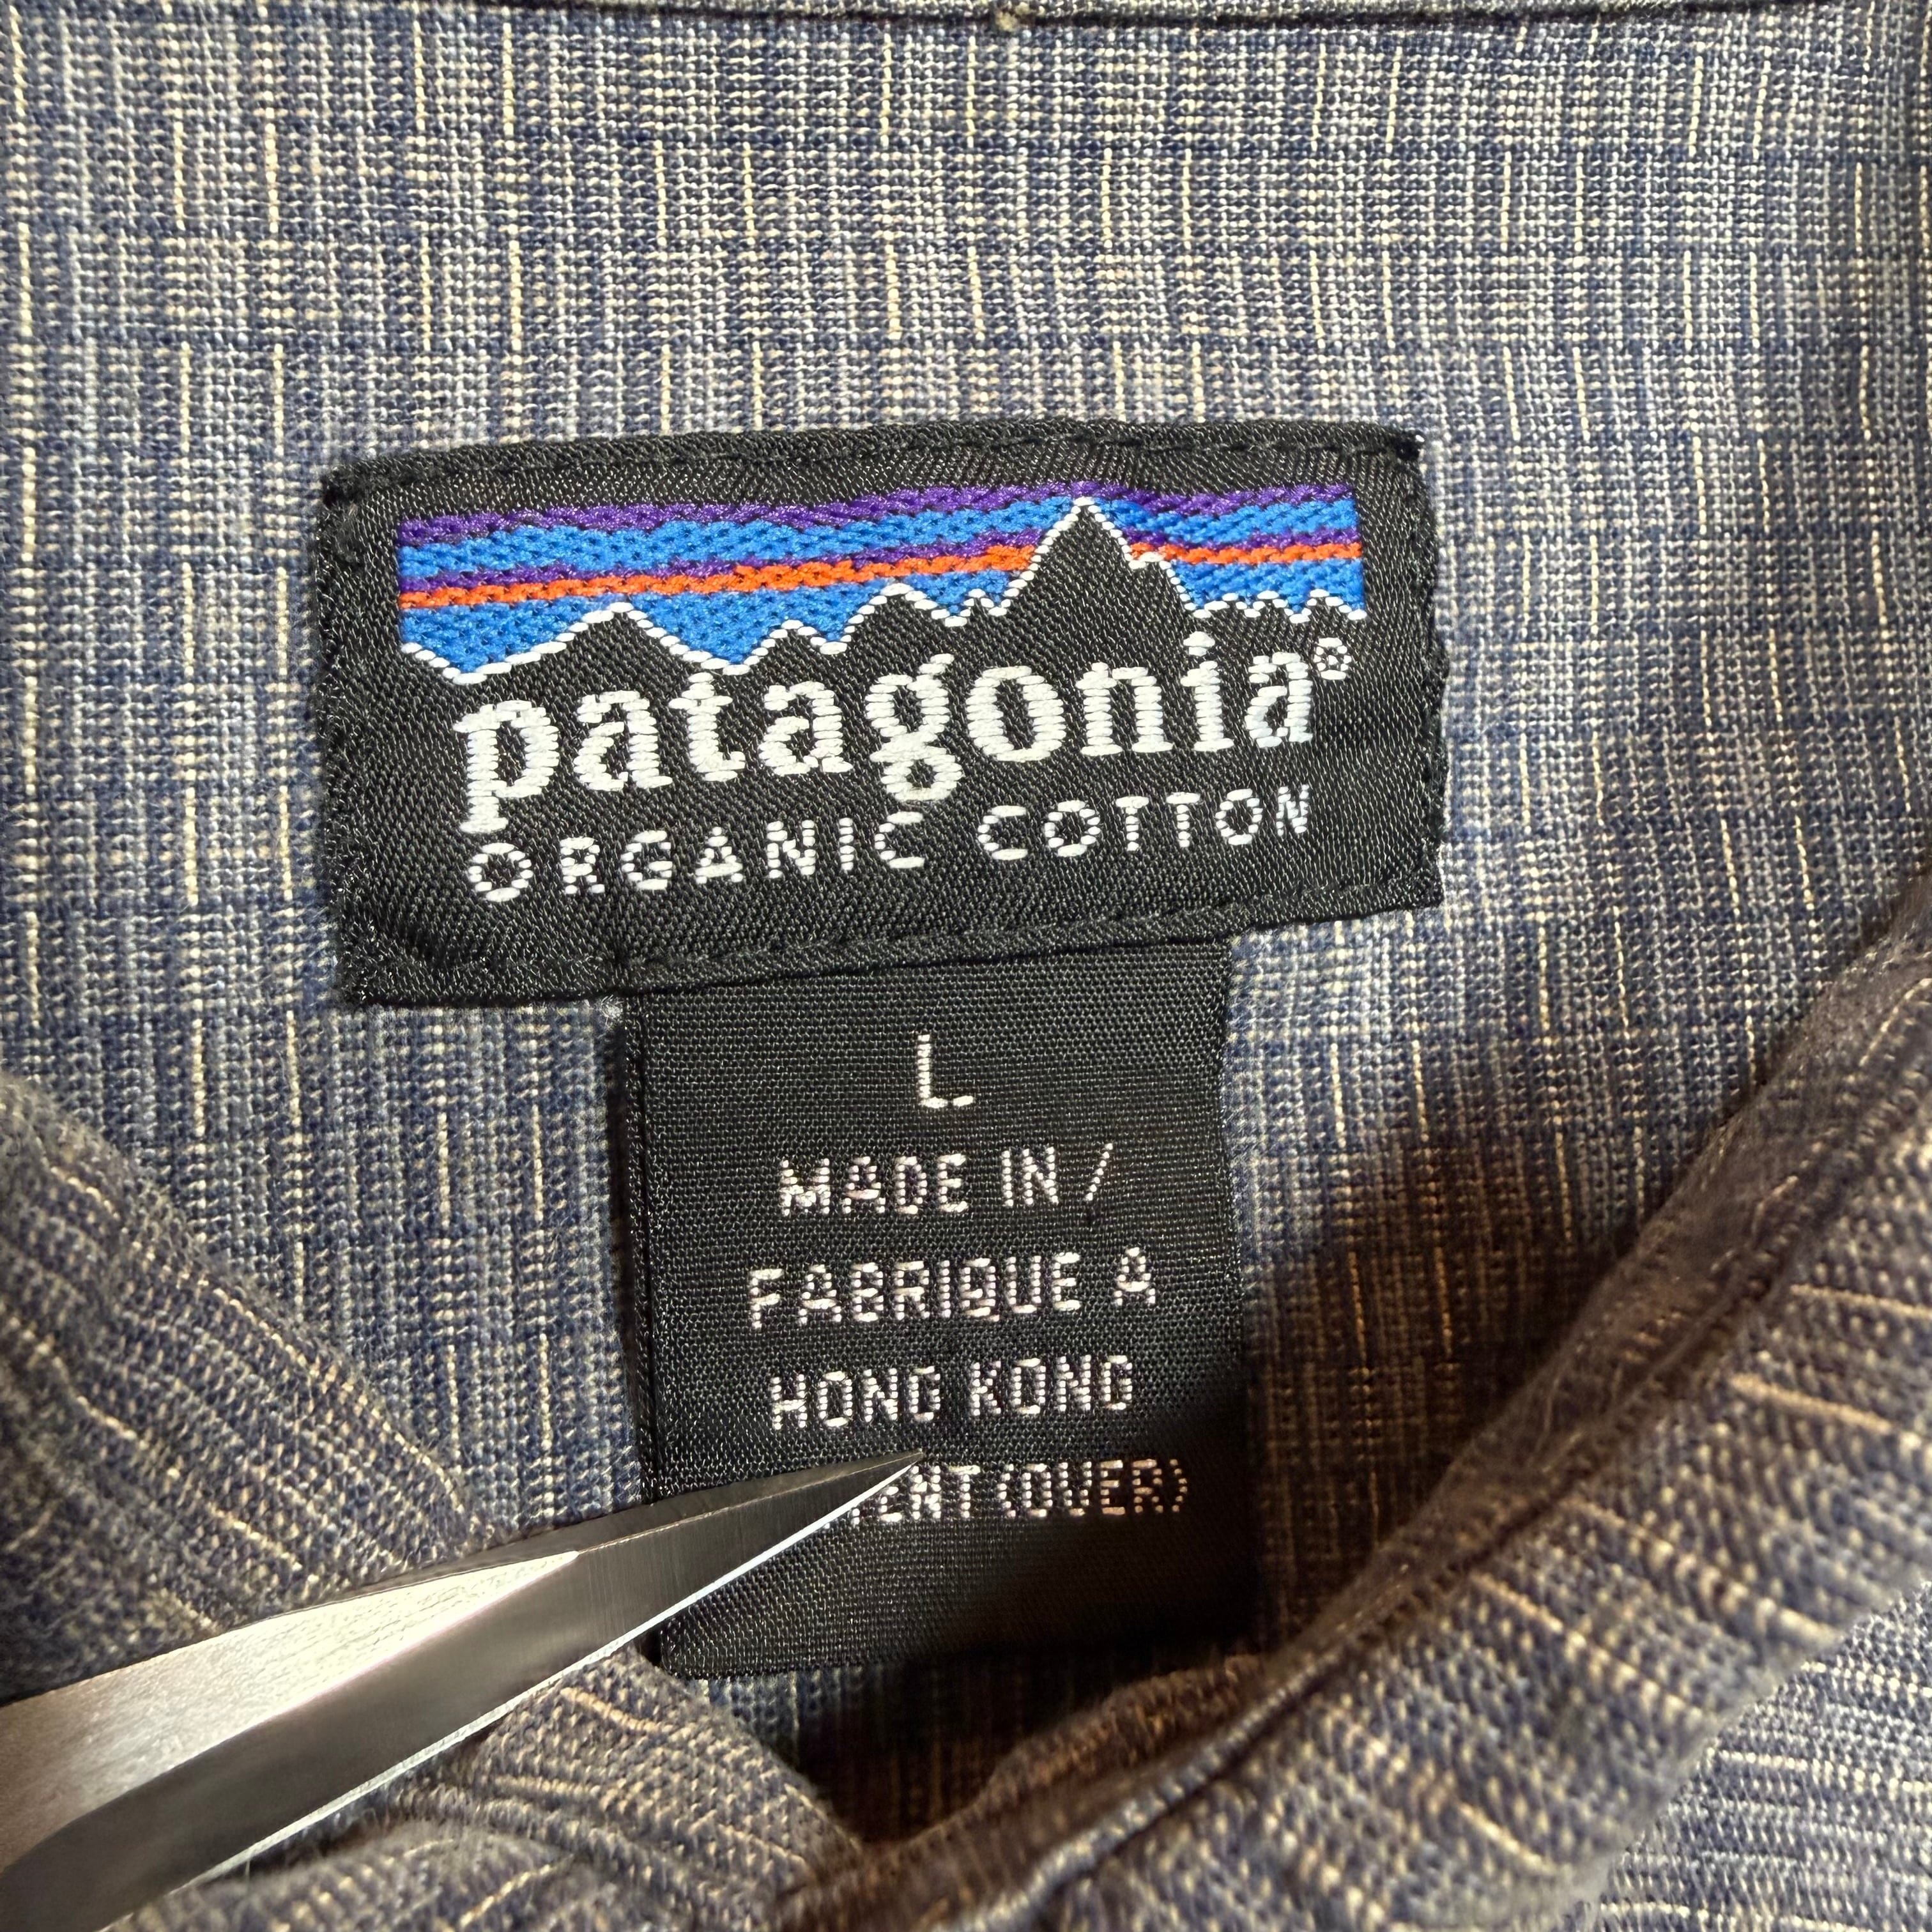 patagonia®
ORGANIC COTTON
L
MADE IN /
FABRIQUE A
HONG KONG
(OVER)